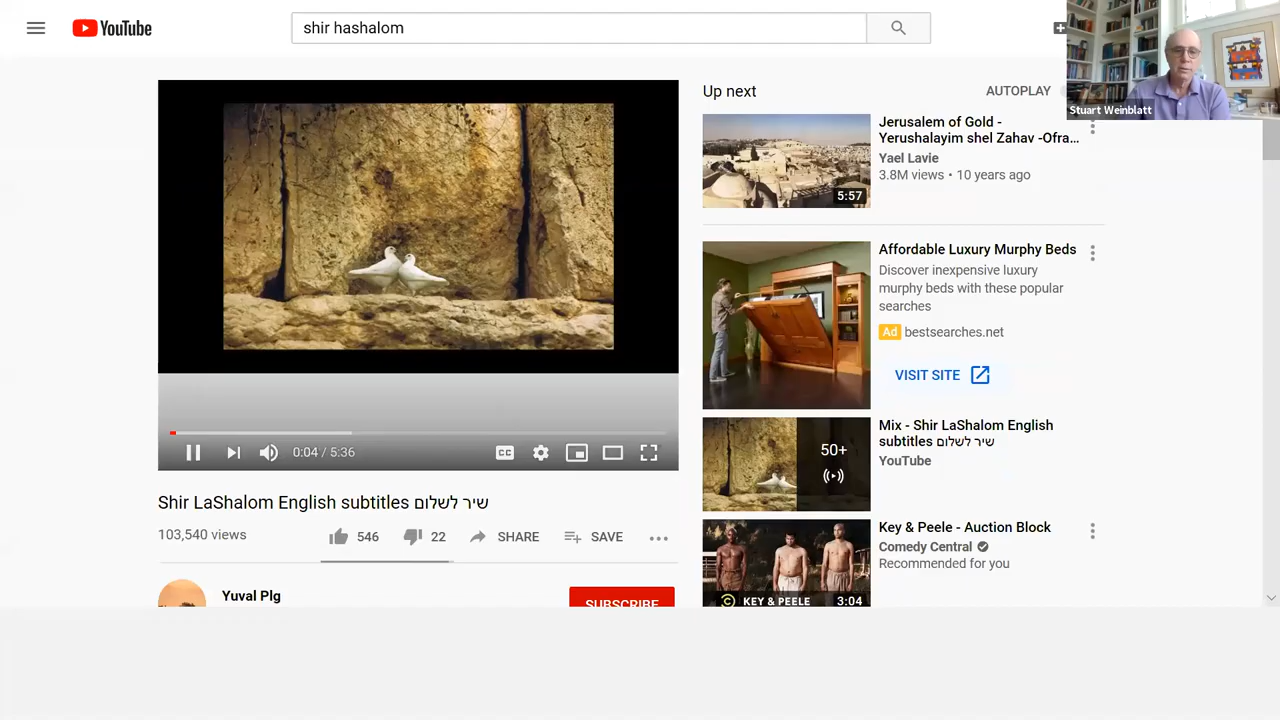 YouTube
shir hashalom
Stuart Weinblatt
Up next
AUTOPLAY
Jerusalem of Gold -
Yerushalayim shel Zahav -Ofra...
Yael Lavie
3.8M views • 10 years ago
5:57
Affordable Luxury Murphy Beds
Discover inexpensive luxury
murphy beds with these popular
searches
Ad bestsearches.net
VISIT SITE
Mix - Shir LaShalom English
subtitles שיר לשלום
YouTube
50+
Key & Peele - Auction Block
Comedy Central
Recommended for you
KEY & PEELE 3:04
0:04 / 5:36
CC
Shir LaShalom English subtitles שיר לשלום
103,540 views
546
22
SHARE
SAVE
Yuval Plg
SUBSCRIBE